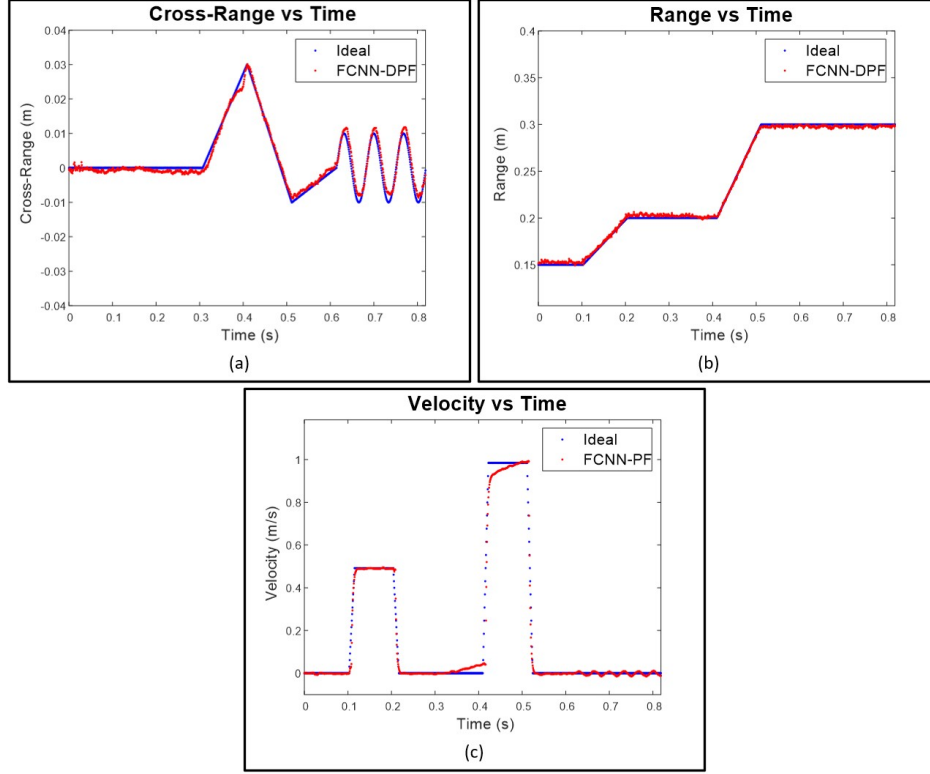 Cross-Range vs Time
0.04
0.03
0.02
0.01
0
-0.01
-0.02
-0.03
-0.04
Cross-Range (m)
Ideal
FCNN-DPF
0 0.1 0.2 0.3 0.4 0.5 0.6 0.7 0.8
Time (s)
(a)
Range vs Time
0.4
0.35
0.3
0.25
0.2
0.15
Range (m)
Ideal
FCNN-DPF
0 0.1 0.2 0.3 0.4 0.5 0.6 0.7 0.8
Time (s)
(b)
Velocity vs Time
1
0.8
0.6
0.4
0.2
0
Velocity (m/s)
Ideal
FCNN-PF
0 0.1 0.2 0.3 0.4 0.5 0.6 0.7 0.8
Time (s)
(c)